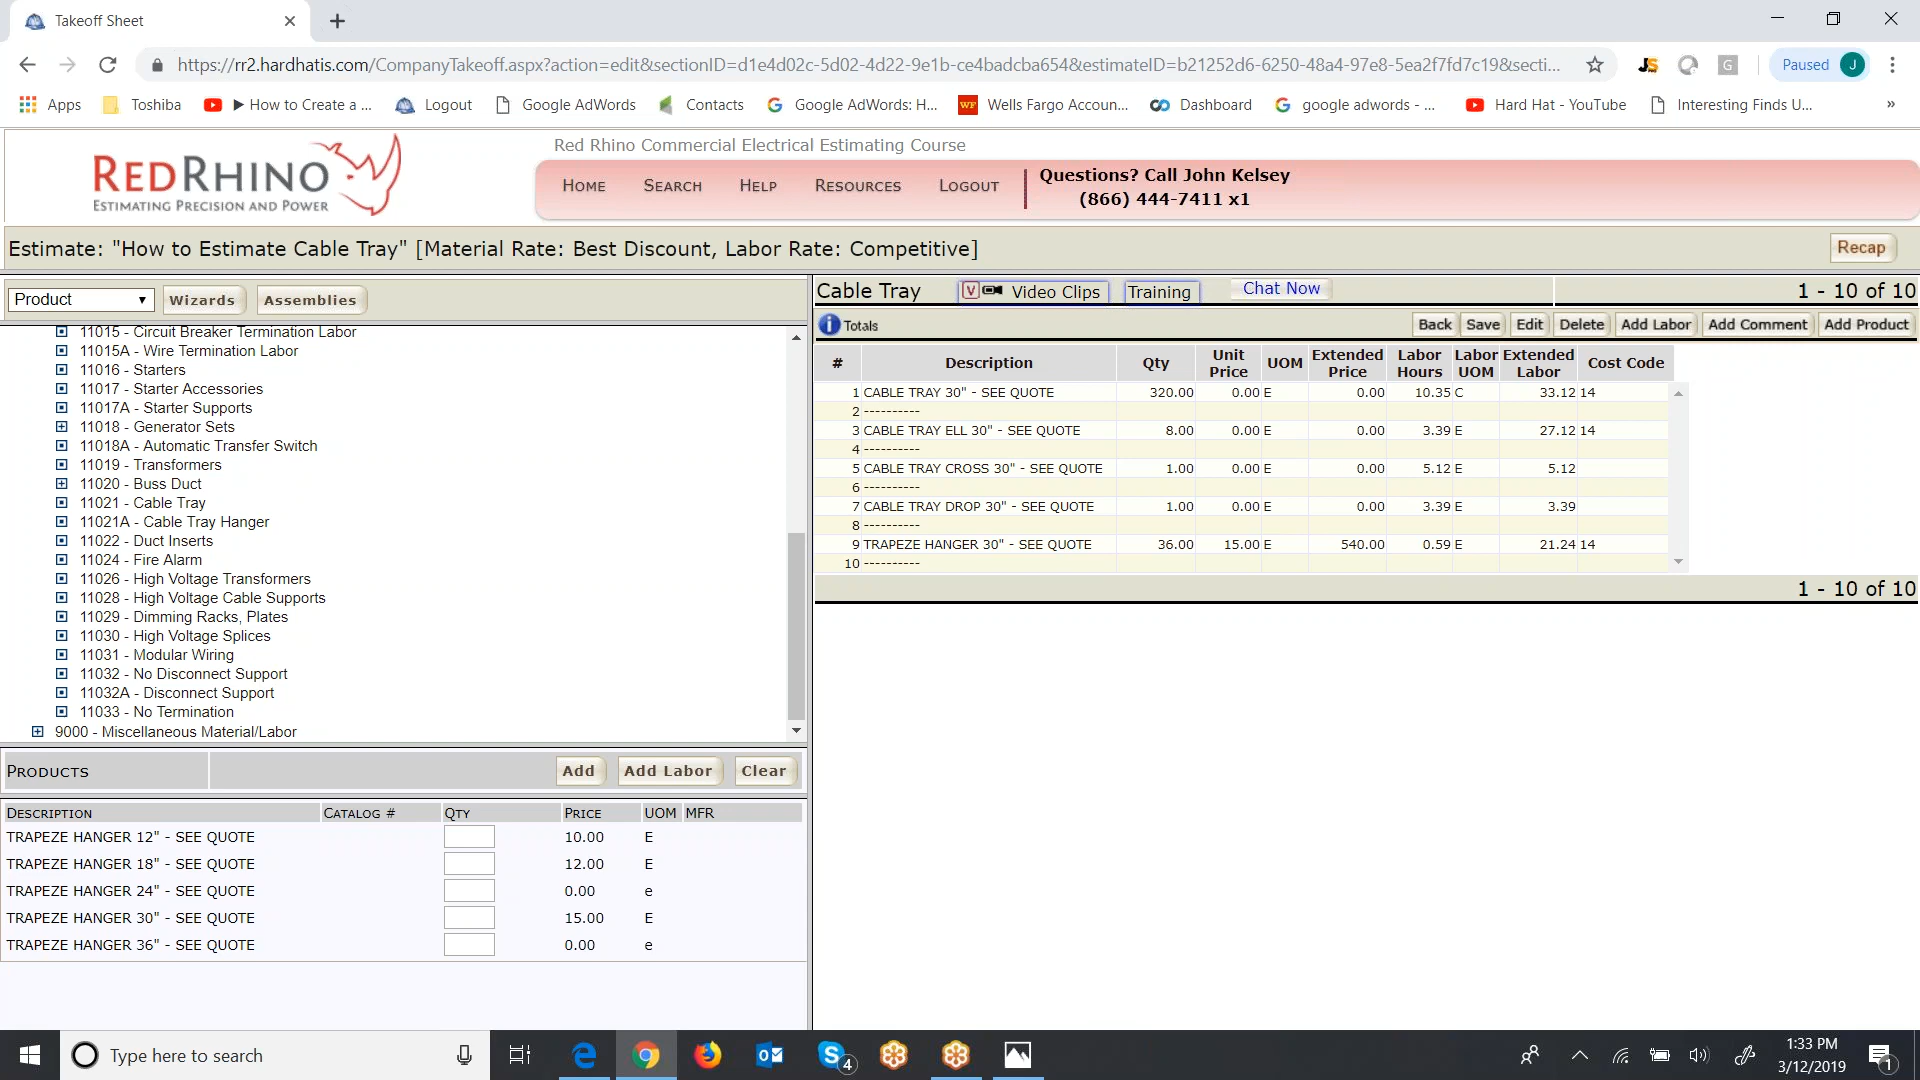 Takeoff Sheet
https://rr2.hardhatis.com/CompanyTakeoff.aspx?action=edit&sectionID=d1e4d02c-5d02-4d22-9e1b-ce4badcba654&estimateID=b21252d6-6250-48a4-97e8-5ea2f7fd7c19&secti...
JS
G
Paused
J
Apps
Toshiba
▶ How to Create a ...
Logout
Google AdWords
Contacts
Google AdWords: H...
WF
Wells Fargo Accoun...
Dashboard
google adwords - ...
Hard Hat - YouTube
Interesting Finds U...
»
REDRHINO
ESTIMATING PRECISION AND POWER
Red Rhino Commercial Electrical Estimating Course
HOME SEARCH HELP RESOURCES LOGOUT
Questions? Call John Kelsey
(866) 444-7411 x1
Estimate: "How to Estimate Cable Tray" [Material Rate: Best Discount, Labor Rate: Competitive]
Recap
Product
Wizards
Assemblies
11015 - Circuit Breaker Termination Labor
11015A - Wire Termination Labor
11016 - Starters
11017 - Starter Accessories
11017A - Starter Supports
11018 - Generator Sets
11018A - Automatic Transfer Switch
11019 - Transformers
11020 - Buss Duct
11021 - Cable Tray
11021A - Cable Tray Hanger
11022 - Duct Inserts
11024 - Fire Alarm
11026 - High Voltage Transformers
11028 - High Voltage Cable Supports
11029 - Dimming Racks, Plates
11030 - High Voltage Splices
11031 - Modular Wiring
11032 - No Disconnect Support
11032A - Disconnect Support
11033 - No Termination
9000 - Miscellaneous Material/Labor
PRODUCTS
Add
Add Labor
Clear
DESCRIPTION CATALOG # QTY PRICE UOM MFR
TRAPEZE HANGER 12" - SEE QUOTE 10.00 E
TRAPEZE HANGER 18" - SEE QUOTE 12.00 E
TRAPEZE HANGER 24" - SEE QUOTE 0.00 e
TRAPEZE HANGER 30" - SEE QUOTE 15.00 E
TRAPEZE HANGER 36" - SEE QUOTE 0.00 e
Cable Tray
V Video Clips
Training
Chat Now
1 - 10 of 10
i Totals
Back Save Edit Delete Add Labor Add Comment Add Product
# Description Qty Unit Price UOM Extended Price Labor Hours Labor UOM Extended Labor Cost Code
1 CABLE TRAY 30" - SEE QUOTE 320.00 0.00 E 0.00 10.35 C 33.12 14
2 ----------
3 CABLE TRAY ELL 30" - SEE QUOTE 8.00 0.00 E 0.00 3.39 E 27.12 14
4 ----------
5 CABLE TRAY CROSS 30" - SEE QUOTE 1.00 0.00 E 0.00 5.12 E 5.12
6 ----------
7 CABLE TRAY DROP 30" - SEE QUOTE 1.00 0.00 E 0.00 3.39 E 3.39
8 ----------
9 TRAPEZE HANGER 30" - SEE QUOTE 36.00 15.00 E 540.00 0.59 E 21.24 14
10 ----------
1 - 10 of 10
Type here to search
4
1:33 PM
3/12/2019
1